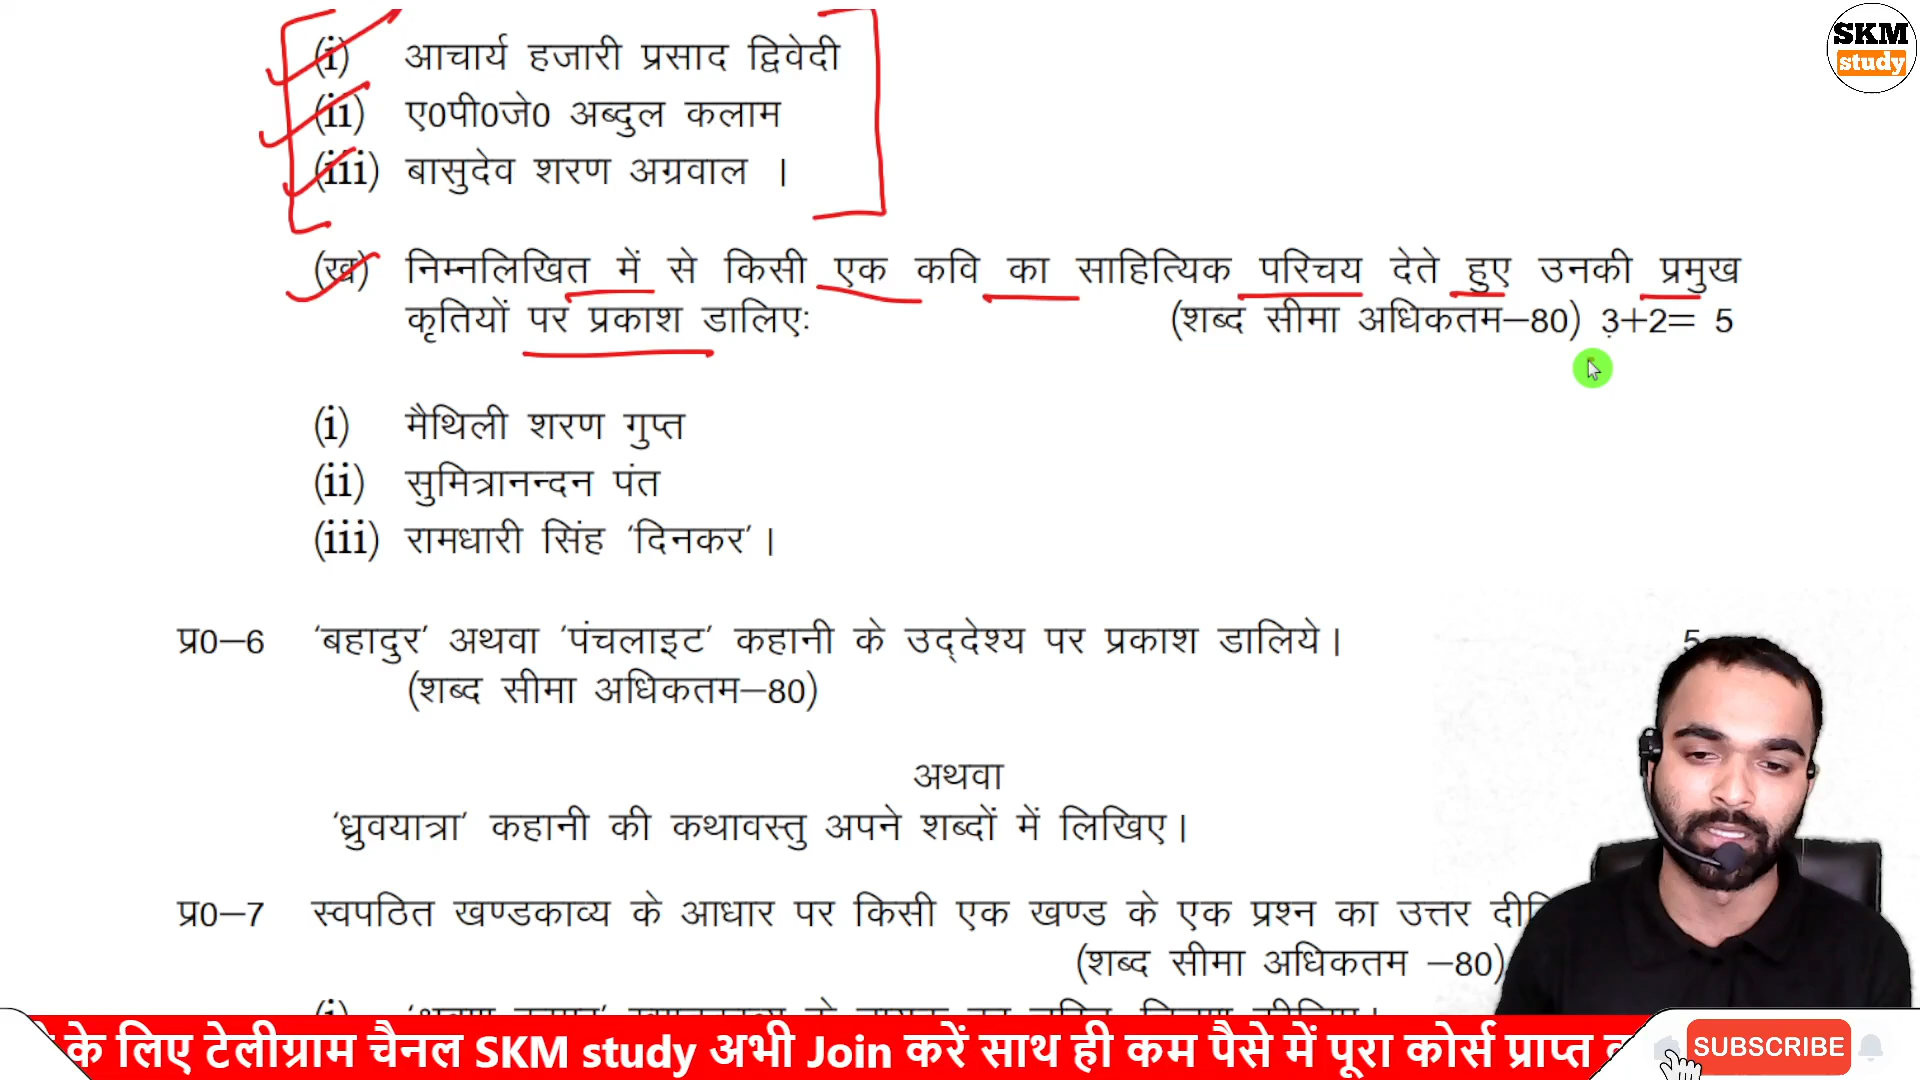 SKM
study
(i) आचार्य हजारी प्रसाद द्विवेदी
(ii) ए0पी0जे0 अब्दुल कलाम
(iii) बासुदेव शरण अग्रवाल ।
(ख) निम्नलिखित में से किसी एक कवि का साहित्यिक परिचय देते हुए उनकी प्रमुख
कृतियों पर प्रकाश डालिए: (शब्द सीमा अधिकतम–80) 3+2= 5
(i) मैथिली शरण गुप्त
(ii) सुमित्रानन्दन पंत
(iii) रामधारी सिंह 'दिनकर' ।
प्र0–6 'बहादुर' अथवा 'पंचलाइट' कहानी के उद्देश्य पर प्रकाश डालिये । 5
(शब्द सीमा अधिकतम–80)
अथवा
'ध्रुवयात्रा' कहानी की कथावस्तु अपने शब्दों में लिखिए ।
प्र0–7 स्वपठित खण्डकाव्य के आधार पर किसी एक खण्ड के एक प्रश्न का उत्तर
(शब्द सीमा अधिकतम –80)
के लिए टेलीग्राम चैनल SKM study अभी Join करें साथ ही कम पैसे में पूरा कोर्स प्राप्त
SUBSCRIBE